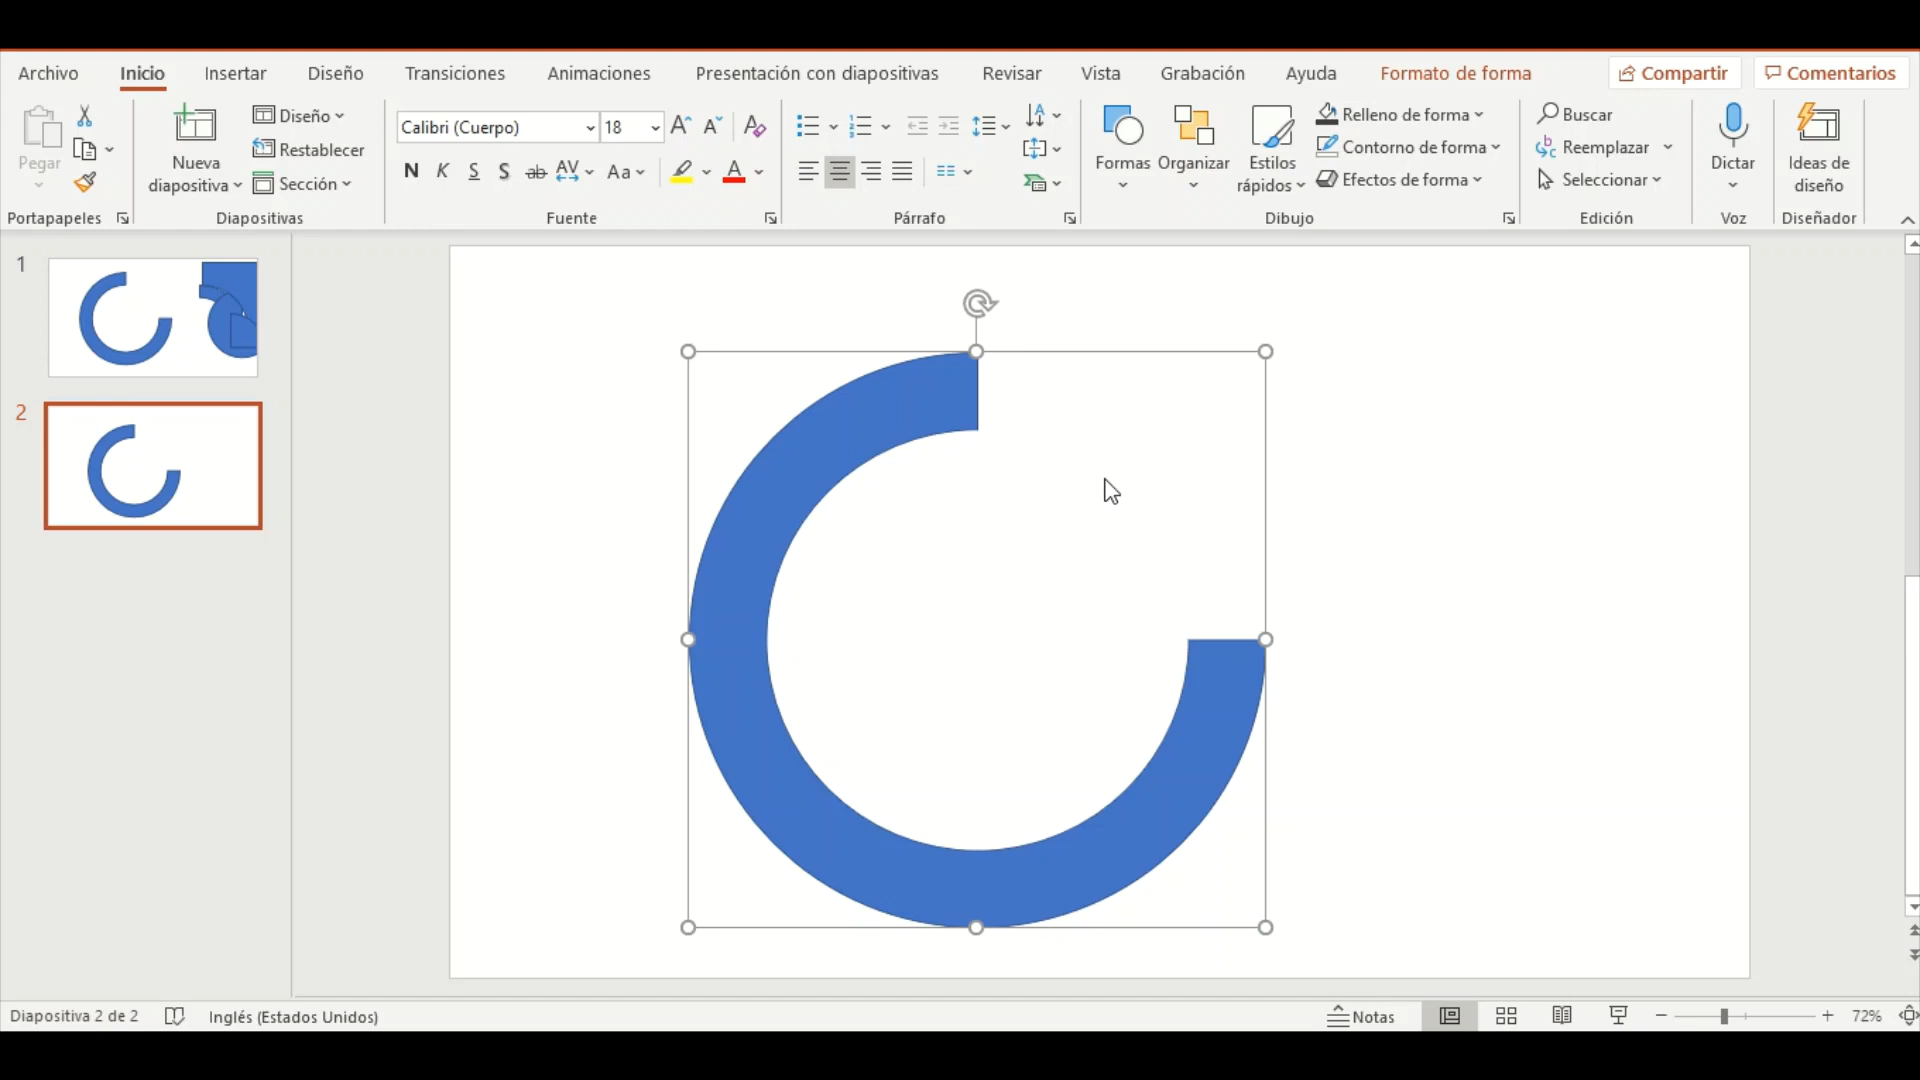 Archivo Inicio Insertar Diseño Transiciones Animaciones Presentación con diapositivas Revisar Vista Grabación Ayuda Formato de forma Compartir Comentarios
Pegar
Nueva diapositiva
Diseño
Restablecer
Sección
Calibri (Cuerpo) 18
N K S S ab AV Aa A
Formas
Organizar
Estilos rápidos
Relleno de forma
Contorno de forma
Efectos de forma
Buscar
Reemplazar
Seleccionar
Dictar
Ideas de diseño
Portapapeles Diapositivas Fuente Párrafo Dibujo Edición Voz Diseñador
1
2
Diapositiva 2 de 2 Inglés (Estados Unidos) Notas 72%